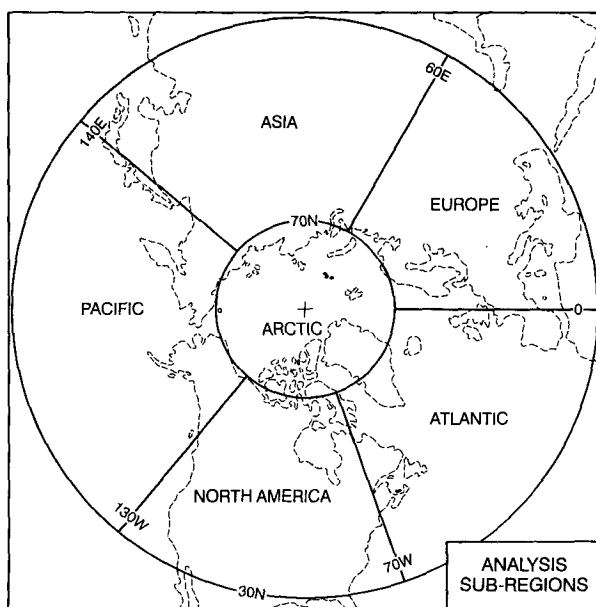 60E
ASIA
140E
70N
EUROPE
PACIFIC
ARCTIC
0
ATLANTIC
NORTH AMERICA
130W
70W
30N
ANALYSIS
SUB-REGIONS